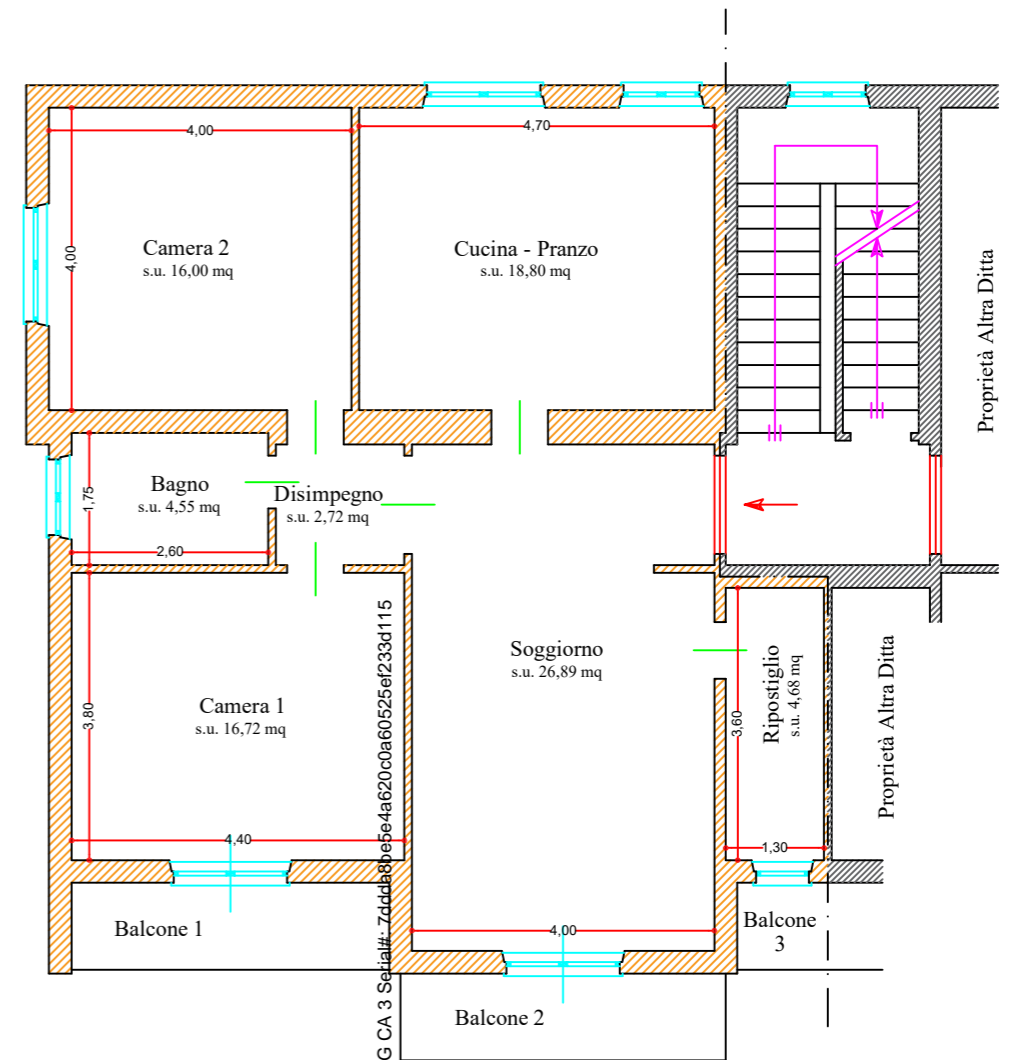 4,00
4,70
Camera 2
s.u. 16,00 mq
4,00
Cucina - Pranzo
s.u. 18,80 mq
Proprietà Altra Ditta
Bagno
s.u. 4,55 mq
1,75
2,60
Disimpegno
s.u. 2,72 mq
Camera 1
s.u. 16,72 mq
3,80
4,40
G CA 3 Serial#: 7ddda8be5e4a620c0a60525ef233d115
Soggiorno
s.u. 26,89 mq
4,00
Ripostiglio
s.u. 4,68 mq
3,60
1,30
Proprietà Altra Ditta
Balcone 1
Balcone
3
Balcone 2